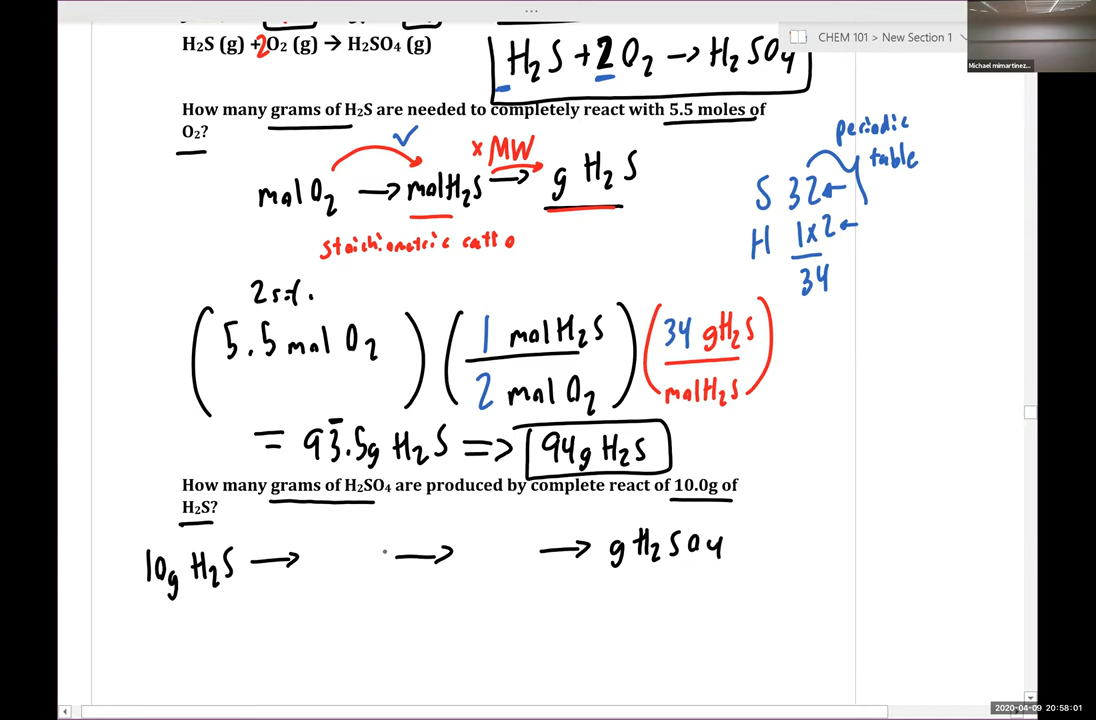 H2S (g) +2O2 (g) → H2SO4 (g)
H2S + 2O2 → H2SO4
CHEM 101 > New Section 1
Michael mimartinez...
How many grams of H2S are needed to completely react with 5.5 moles of
O2?
periodic
table
✓
× MW
mol O2 → mol H2S → g H2S
stoichiometric ratio
S 32
H 1x2
34
2 s.f.
(5.5 mol O2) (1 mol H2S / 2 mol O2) (34 g H2S / mol H2S)
= 93.5g H2S => 94g H2S
How many grams of H2SO4 are produced by complete react of 10.0g of
H2S?
10g H2S → → → g H2SO4
2020-04-09 20:58:01